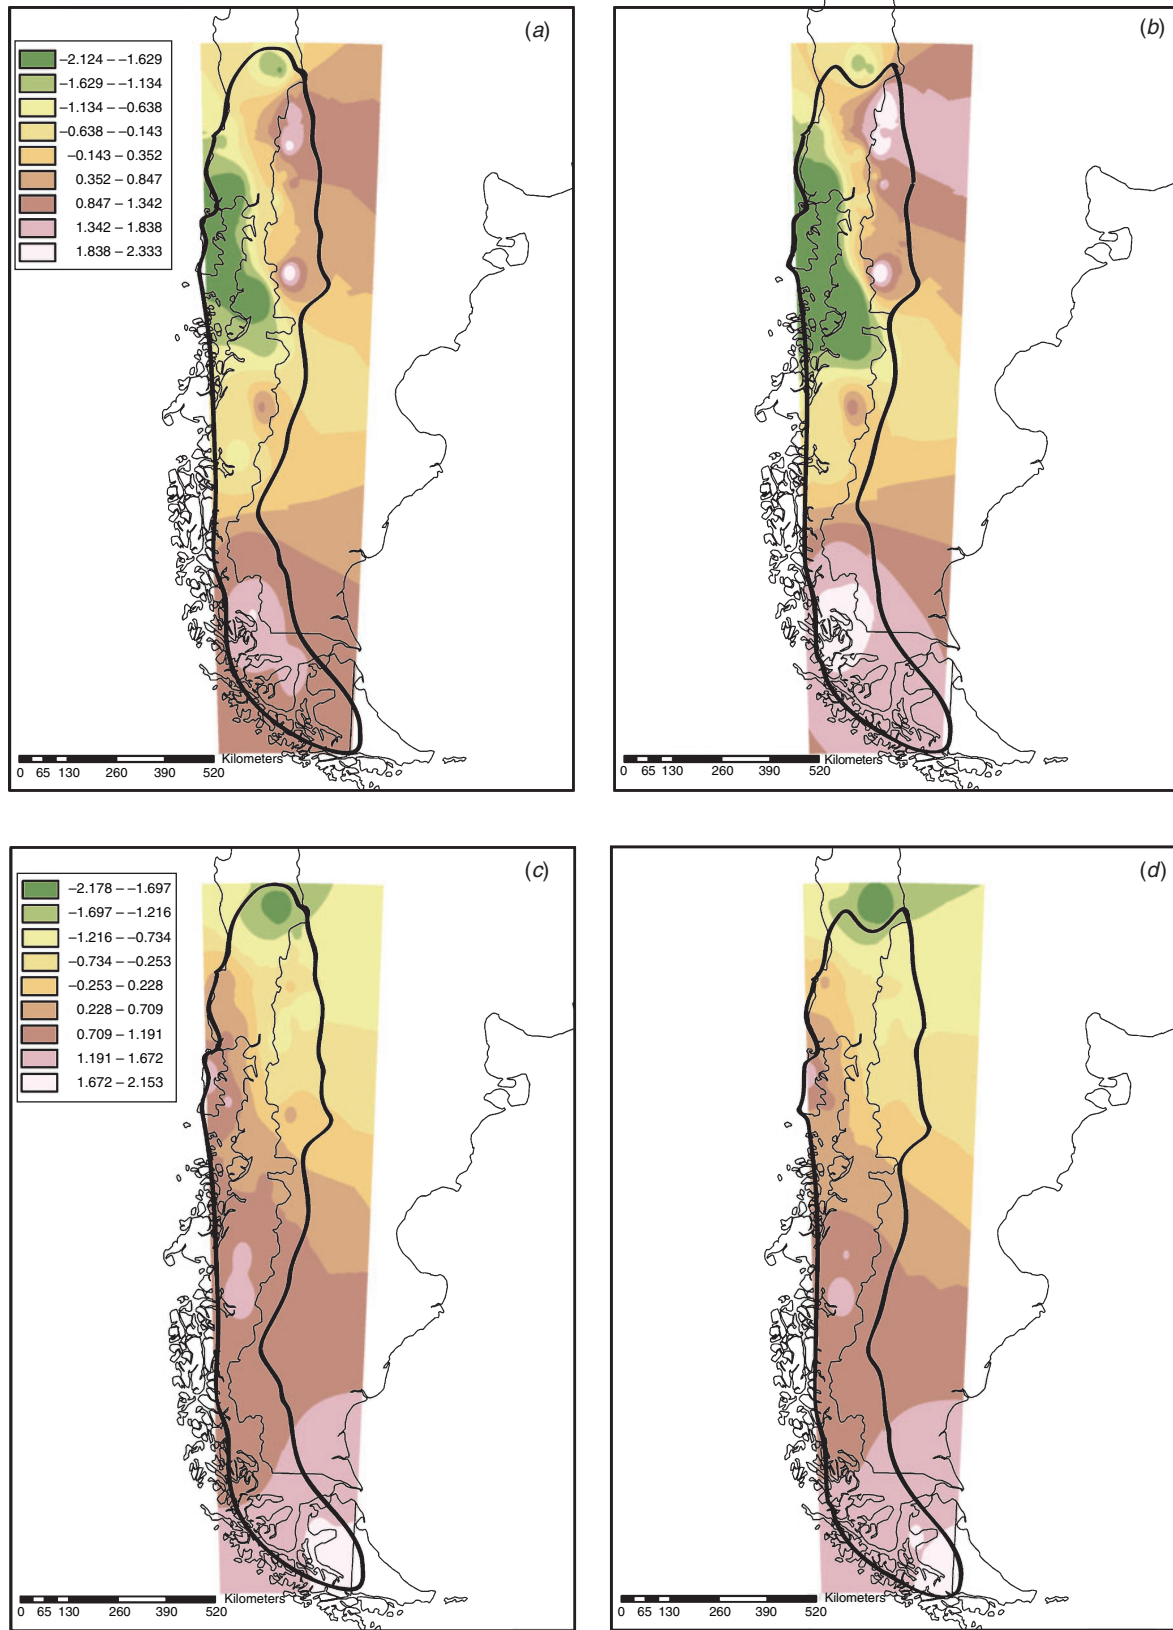 (a)
−2.124 – −1.629
−1.629 – −1.134
−1.134 – −0.638
−0.638 – −0.143
−0.143 – 0.352
0.352 – 0.847
0.847 – 1.342
1.342 – 1.838
1.838 – 2.333
Kilometers
0 65 130 260 390 520
(b)
Kilometers
0 65 130 260 390 520
(c)
−2.178 – −1.697
−1.697 – −1.216
−1.216 – −0.734
−0.734 – −0.253
−0.253 – 0.228
0.228 – 0.709
0.709 – 1.191
1.191 – 1.672
1.672 – 2.153
Kilometers
0 65 130 260 390 520
(d)
Kilometers
0 65 130 260 390 520